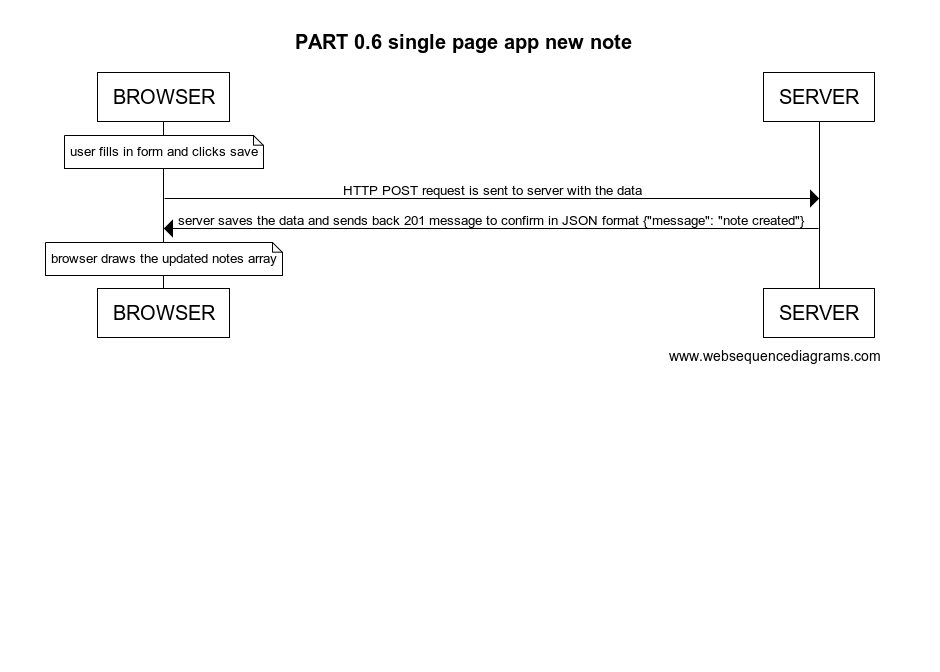 PART 0.6 single page app new note
BROWSER
SERVER
user fills in form and clicks save
HTTP POST request is sent to server with the data
server saves the data and sends back 201 message to confirm in JSON format {"message": "note created"}
browser draws the updated notes array
BROWSER
SERVER
www.websequencediagrams.com